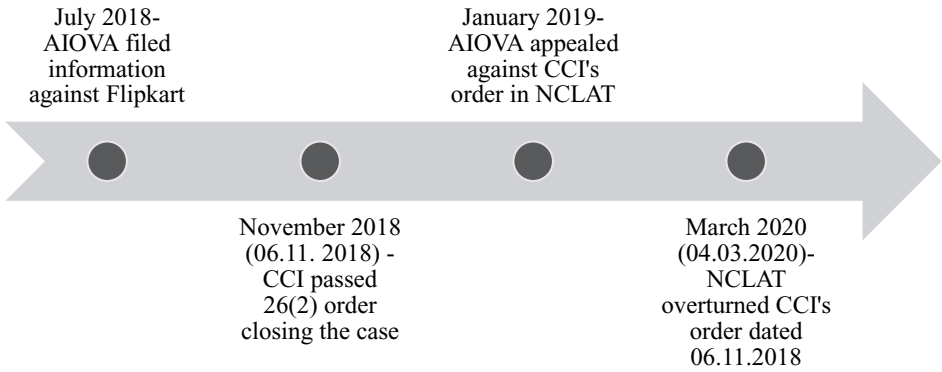 July 2018-
AIOVA filed
information
against Flipkart
November 2018
(06.11. 2018) -
CCI passed
26(2) order
closing the case
January 2019-
AIOVA appealed
against CCI's
order in NCLAT
March 2020
(04.03.2020)-
NCLAT
overturned CCI's
order dated
06.11.2018